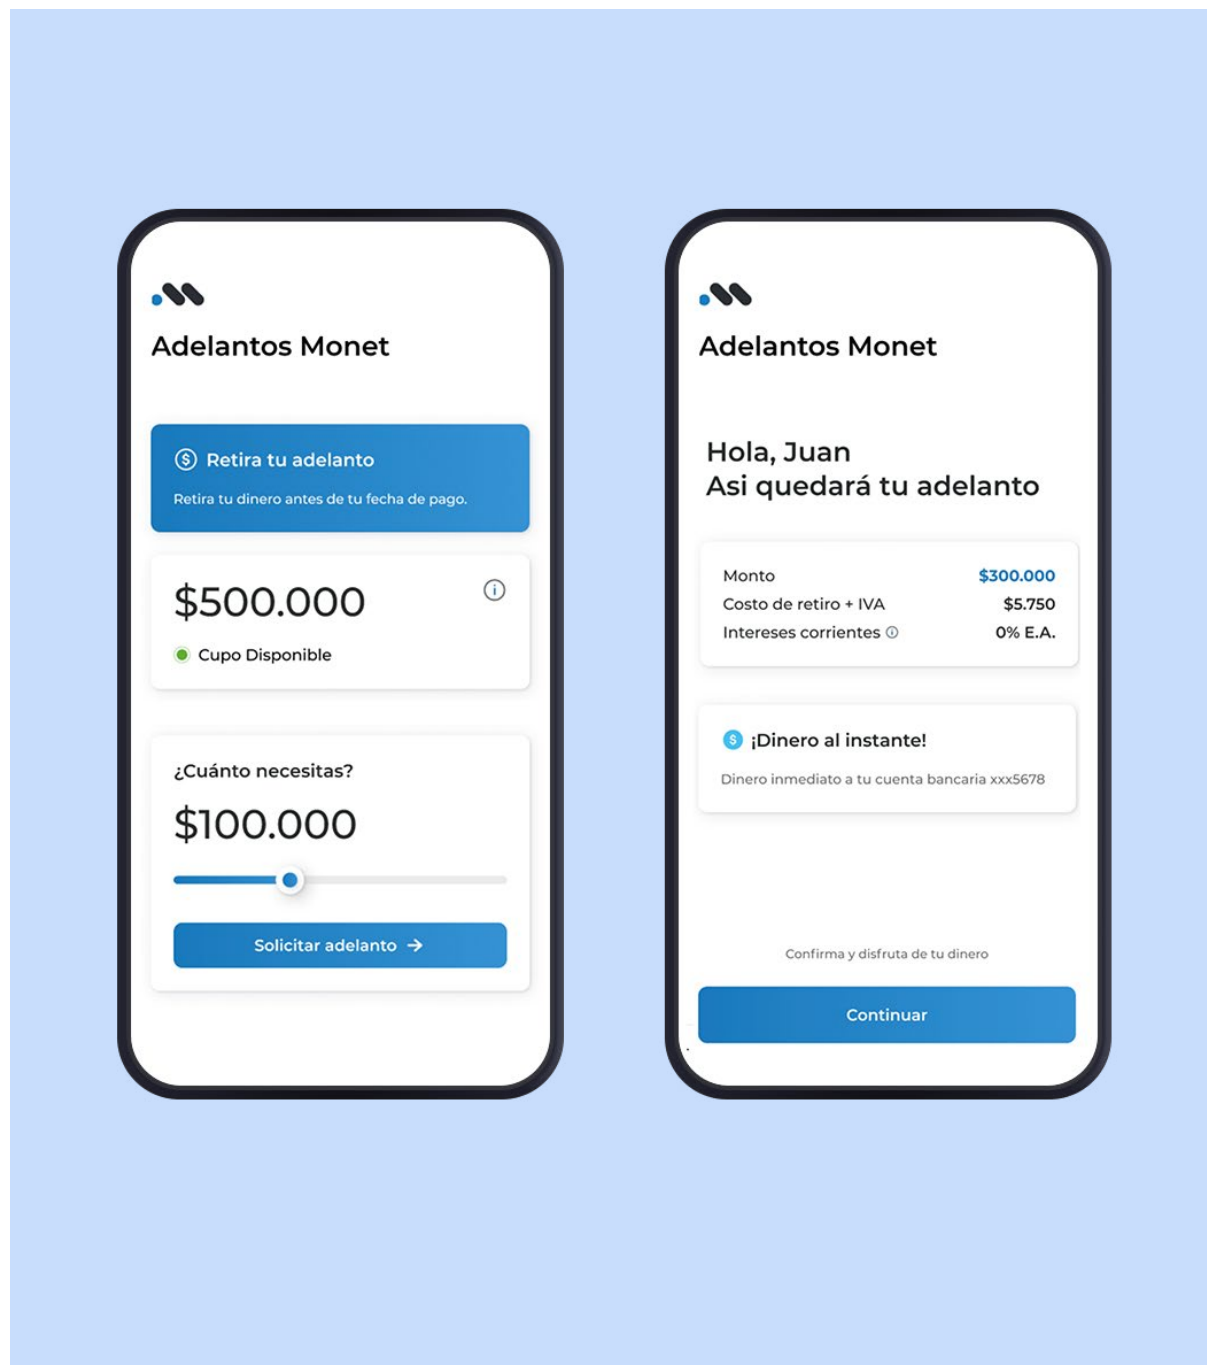 Adelantos Monet
Retira tu adelanto
Retira tu dinero antes de tu fecha de pago.
$500.000
Cupo Disponible
¿Cuánto necesitas?
$100.000
Solicitar adelanto →
Adelantos Monet
Hola, Juan
Asi quedará tu adelanto
Monto $300.000
Costo de retiro + IVA $5.750
Intereses corrientes 0% E.A.
¡Dinero al instante!
Dinero inmediato a tu cuenta bancaria xxx5678
Confirma y disfruta de tu dinero
Continuar